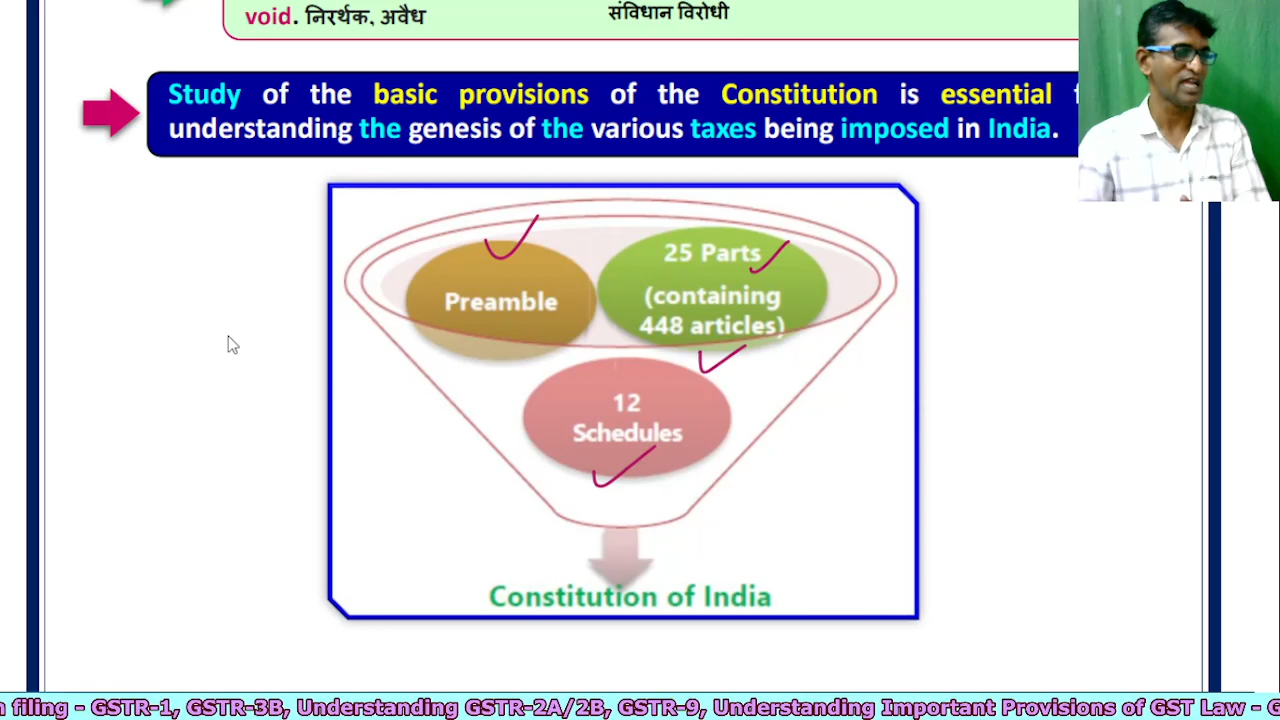 void. निरर्थक, अवैध
संविधान विरोधी
Study of the basic provisions of the Constitution is essential f
understanding the genesis of the various taxes being imposed in India.
Preamble
25 Parts
(containing
448 articles)
12
Schedules
Constitution of India
n filing - GSTR-1, GSTR-3B, Understanding GSTR-2A/2B, GSTR-9, Understanding Important Provisions of GST Law - G